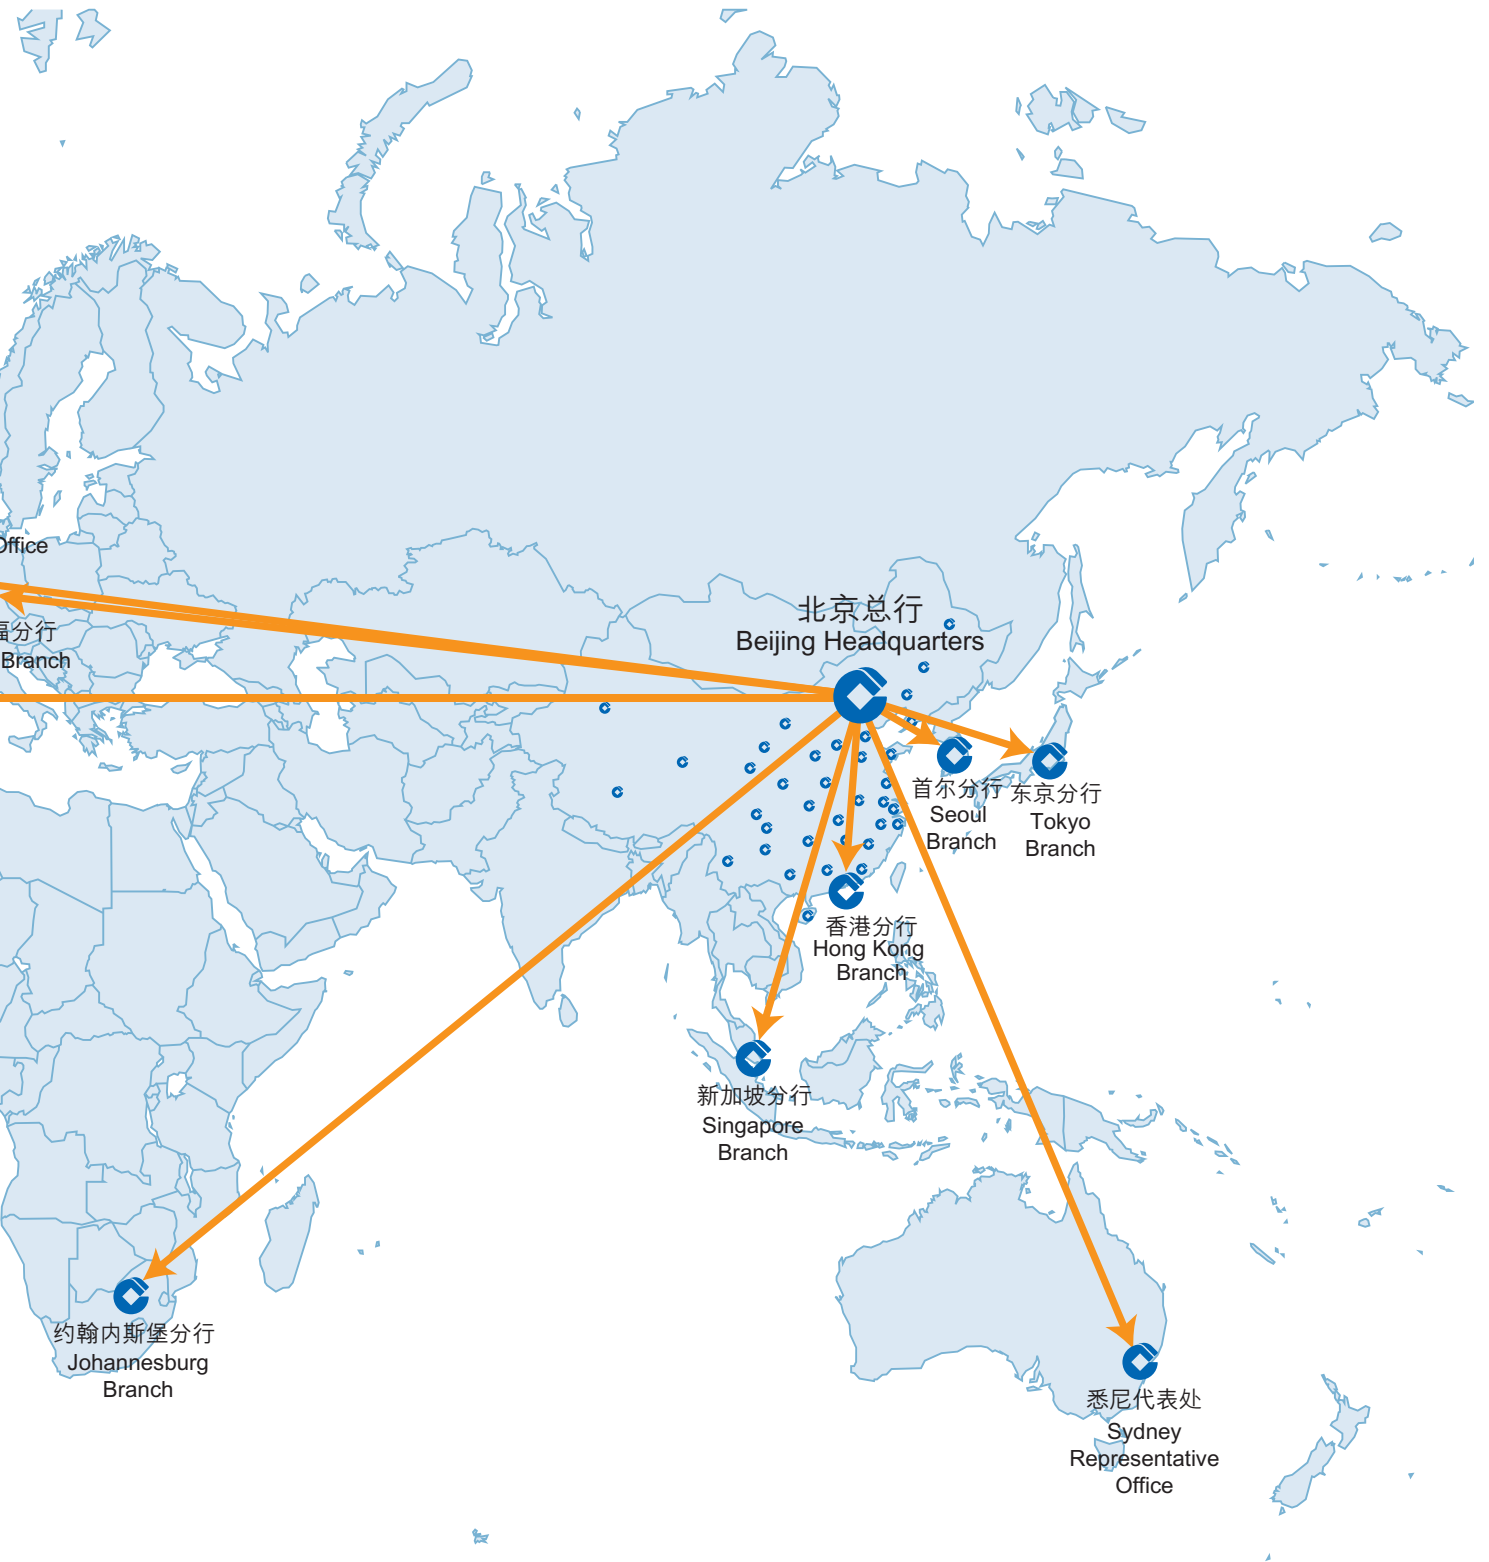 Office
北京总行
Beijing Headquarters
福分行
Branch
首尔分行
Seoul
Branch
东京分行
Tokyo
Branch
香港分行
Hong Kong
Branch
新加坡分行
Singapore
Branch
约翰内斯堡分行
Johannesburg
Branch
悉尼代表处
Sydney
Representative
Office